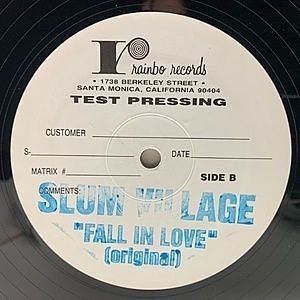 r
rainbo records
• 1738 BERKELEY STREET •
SANTA MONICA, CALIFORNIA 90404
TEST PRESSING
CUSTOMER
S- DATE
MATRIX # SIDE B
COMMENTS:
SLUM VILLAGE
"FALL IN LOVE"
(original)